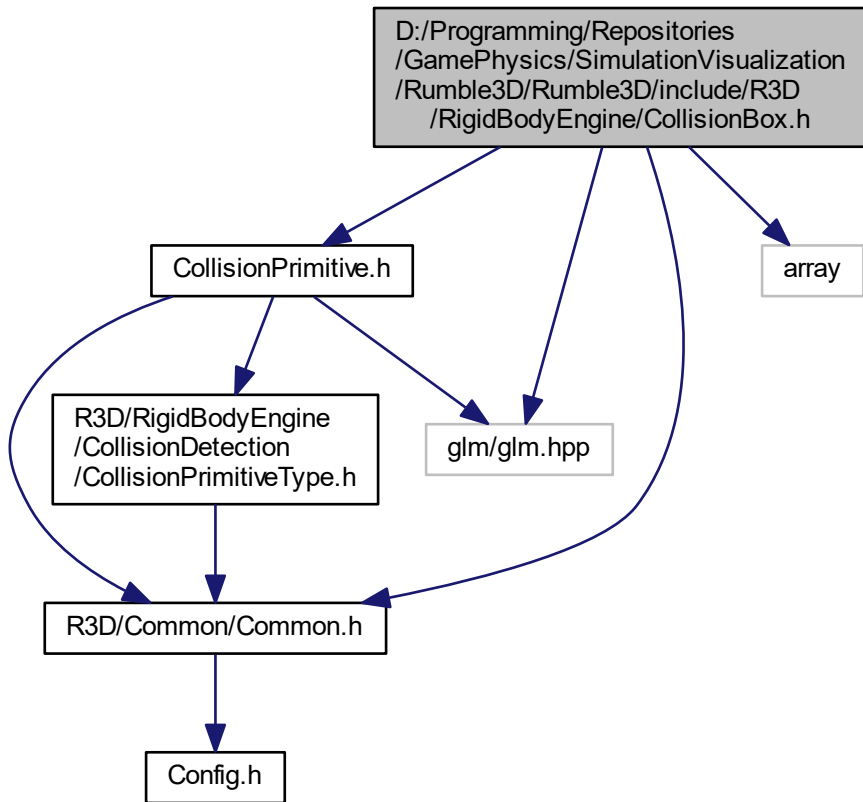 D:/Programming/Repositories
/GamePhysics/SimulationVisualization
/Rumble3D/Rumble3D/include/R3D
/RigidBodyEngine/CollisionBox.h
CollisionPrimitive.h
array
R3D/RigidBodyEngine
/CollisionDetection
/CollisionPrimitiveType.h
glm/glm.hpp
R3D/Common/Common.h
Config.h